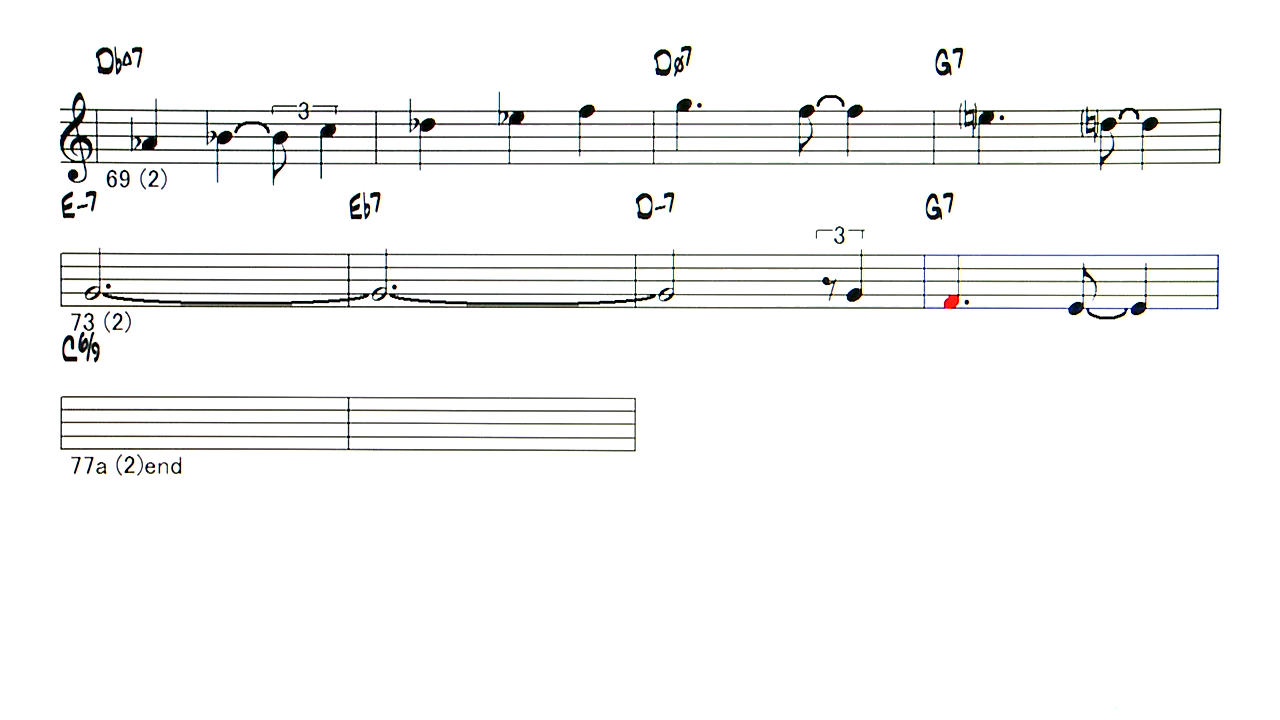 Db△7 Dø7 G7
3
69 (2)
E-7 Eb7 D-7 G7
3
73 (2)
C6/9
77a (2)end